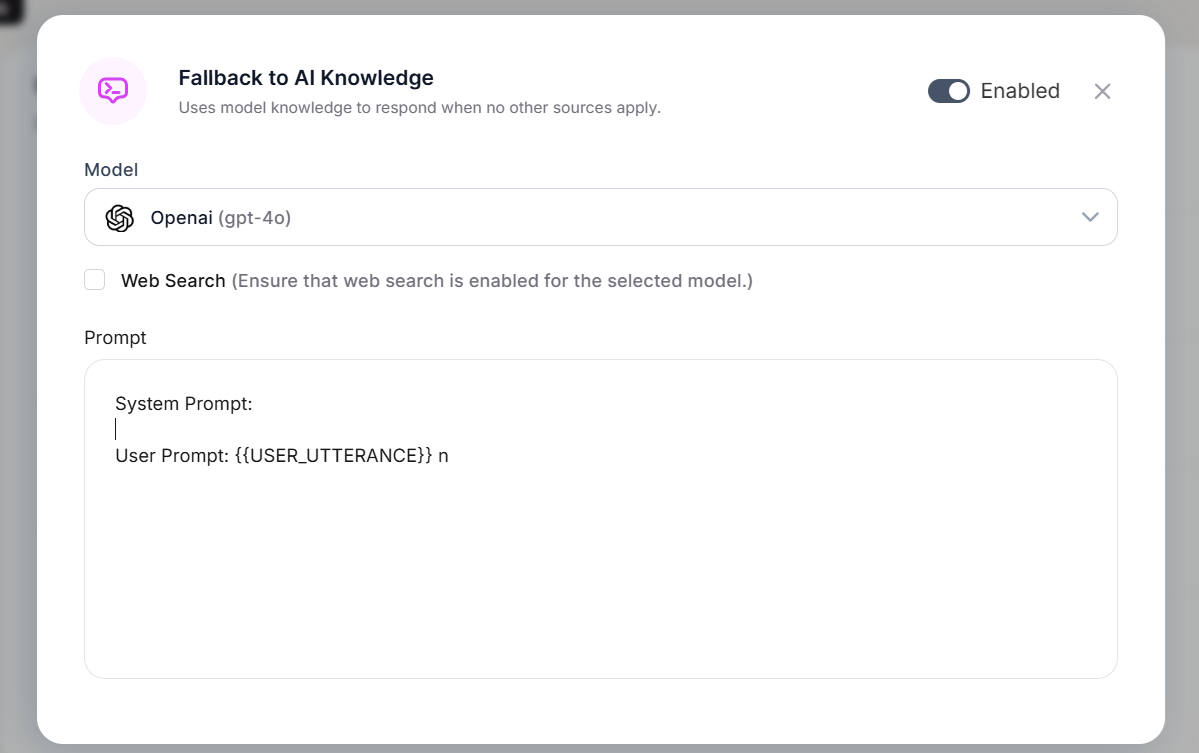 Fallback to AI Knowledge
Uses model knowledge to respond when no other sources apply.
Enabled
Model
Openai (gpt-4o)
Web Search (Ensure that web search is enabled for the selected model.)
Prompt
System Prompt:
User Prompt: {{USER_UTTERANCE}} n